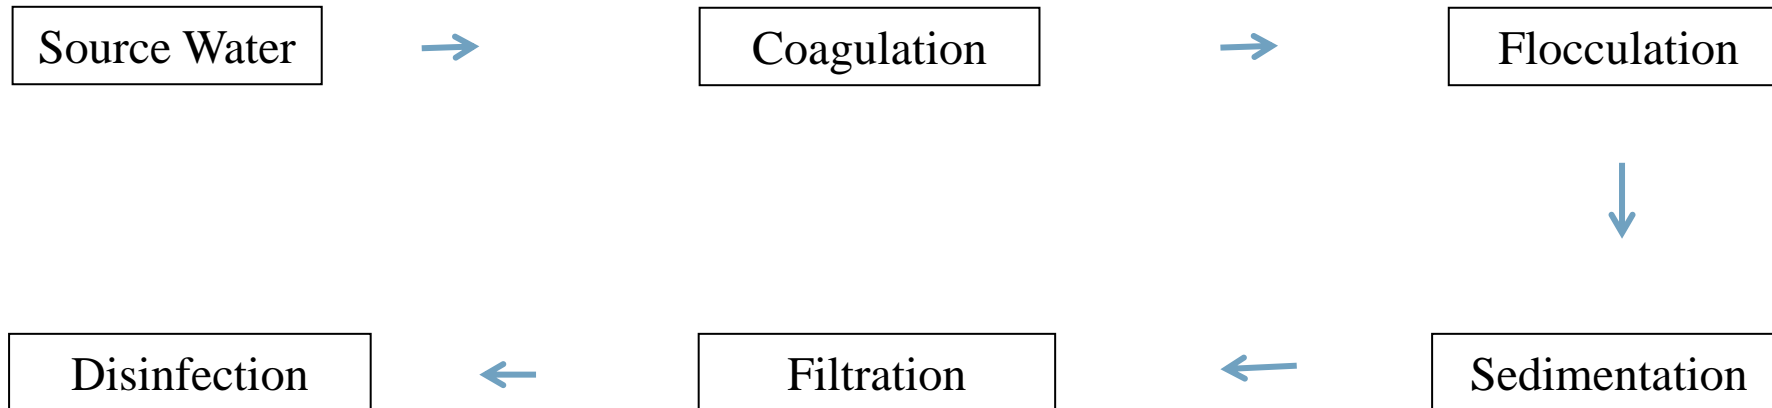 Source Water
Coagulation
Flocculation
Sedimentation
Filtration
Disinfection